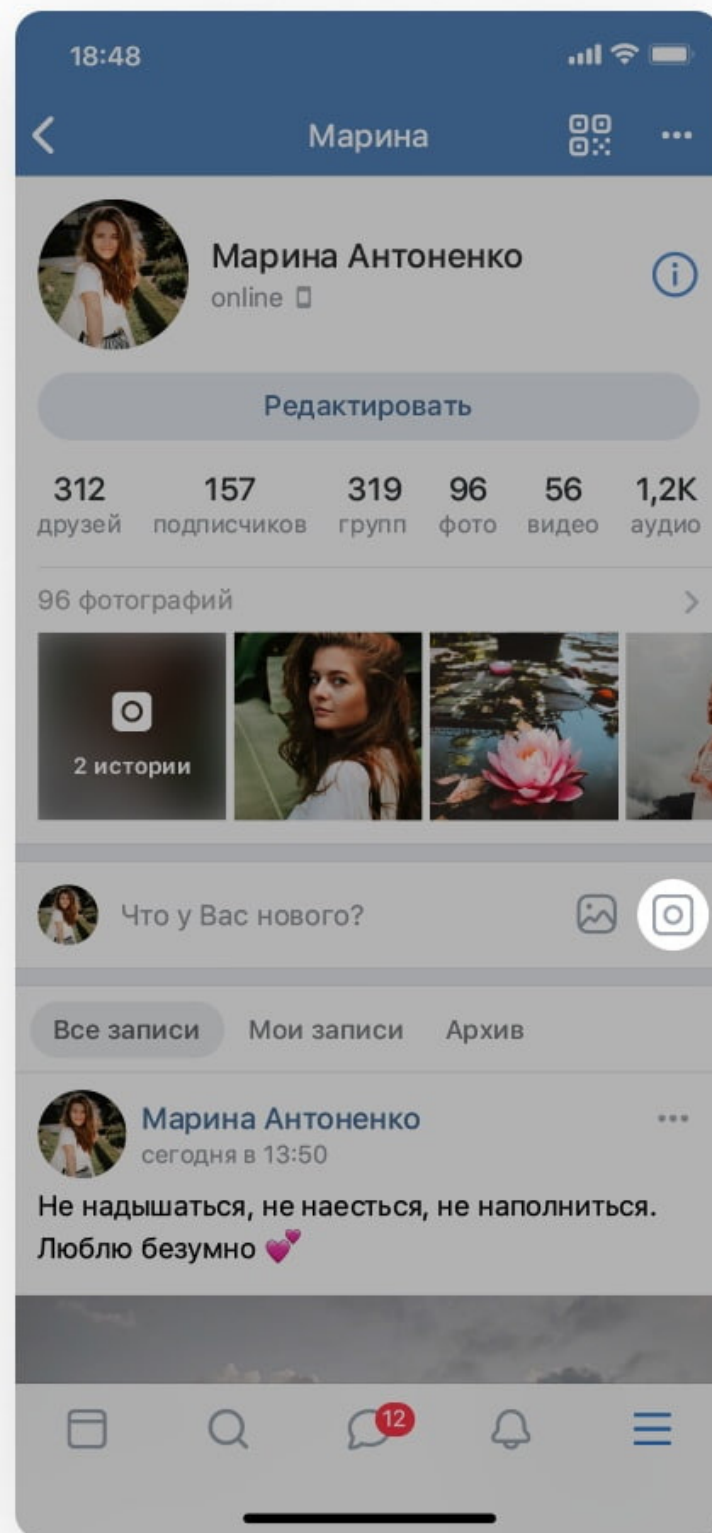 18:48
Марина
Марина Антоненко
online
Редактировать
312 157 319 96 56 1,2K
друзей подписчиков групп фото видео аудио
96 фотографий
2 истории
Что у Вас нового?
Все записи Мои записи Архив
Марина Антоненко
сегодня в 13:50
Не надышаться, не наесться, не наполниться.
Люблю безумно 💕
12